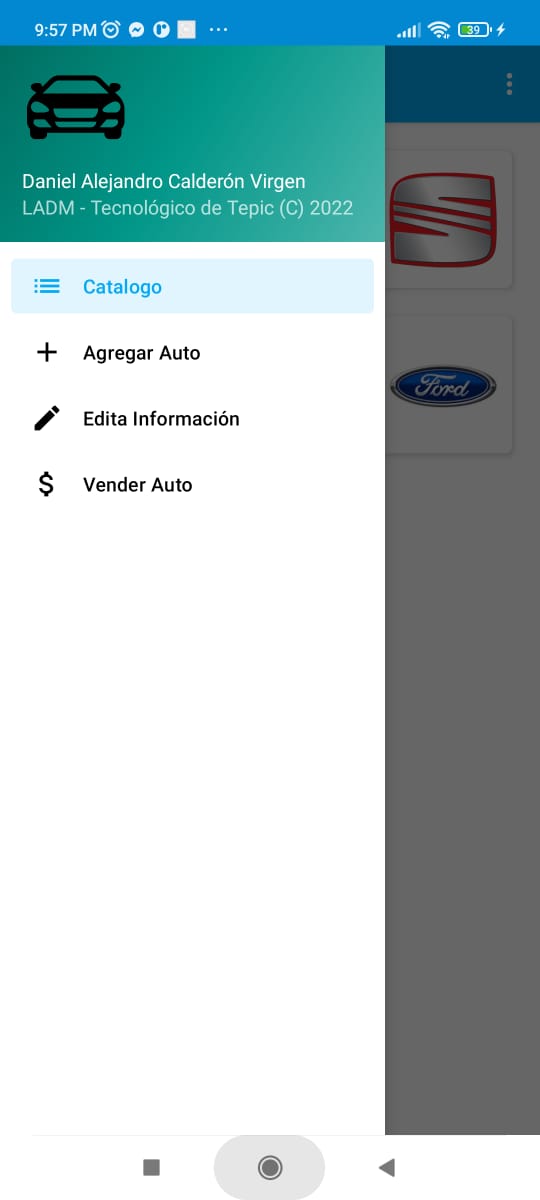 9:57 PM
39
Daniel Alejandro Calderón Virgen
LADM - Tecnológico de Tepic (C) 2022
Catalogo
Agregar Auto
Ford
Edita Información
Vender Auto